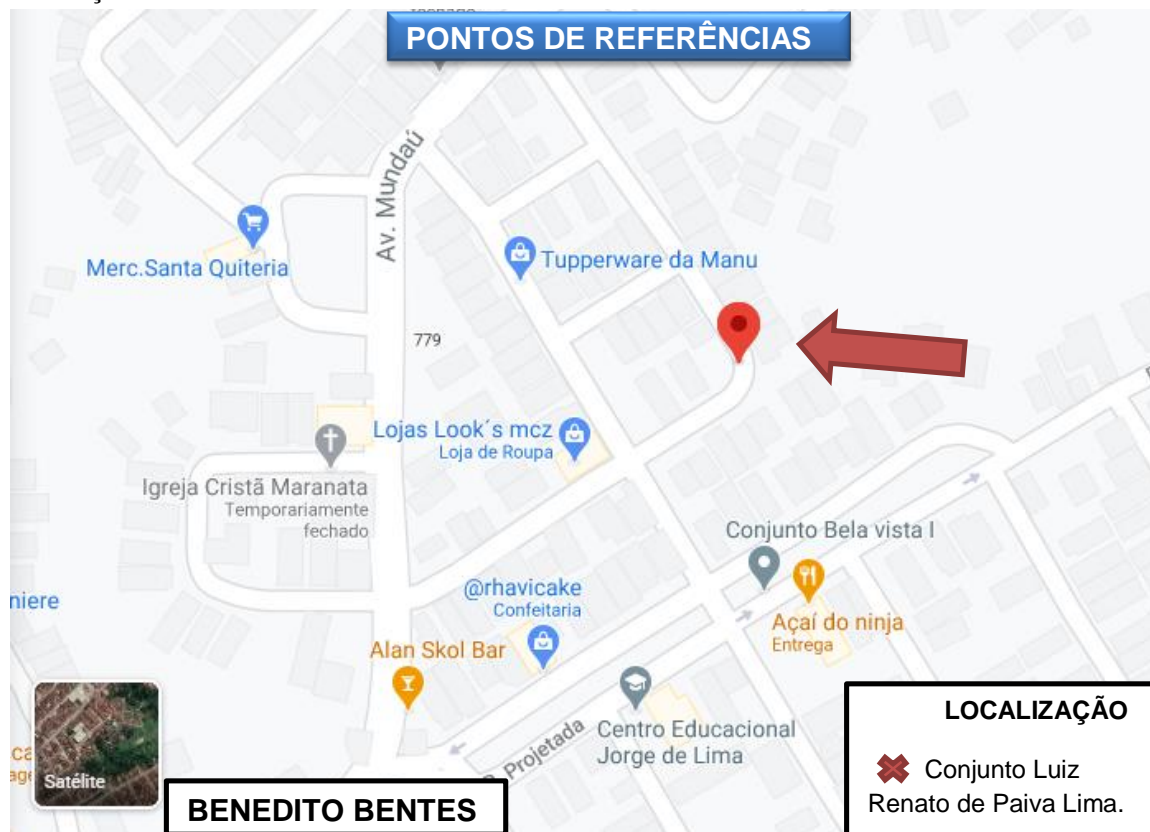 PONTOS DE REFERÊNCIAS
Av. Mundaú
Merc.Santa Quiteria
Tupperware da Manu
779
Lojas Look´s mcz
Loja de Roupa
Igreja Cristã Maranata
Temporariamente
fechado
Conjunto Bela vista I
@rhavicake
Confeitaria
niere
Açaí do ninja
Entrega
Alan Skol Bar
Centro Educacional
Jorge de Lima
Projetada
Satélite
LOCALIZAÇÃO
Conjunto Luiz
Renato de Paiva Lima.
BENEDITO BENTES